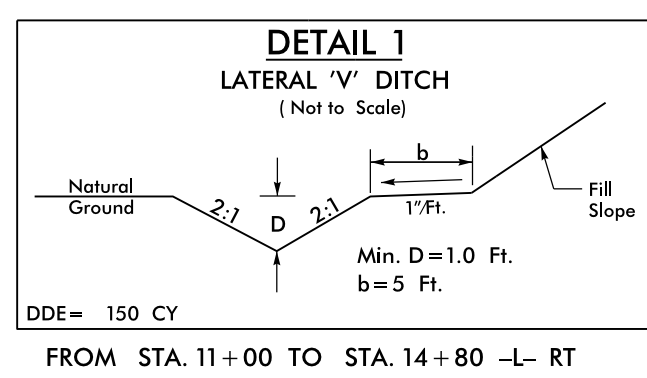 DETAIL 1
LATERAL 'V' DITCH
( Not to Scale)
b
Natural
Ground
2:1
D
2:1
1"/Ft.
Fill
Slope
Min. D=1.0 Ft.
b=5 Ft.
DDE= 150 CY
FROM STA. 11+00 TO STA. 14+80 -L- RT